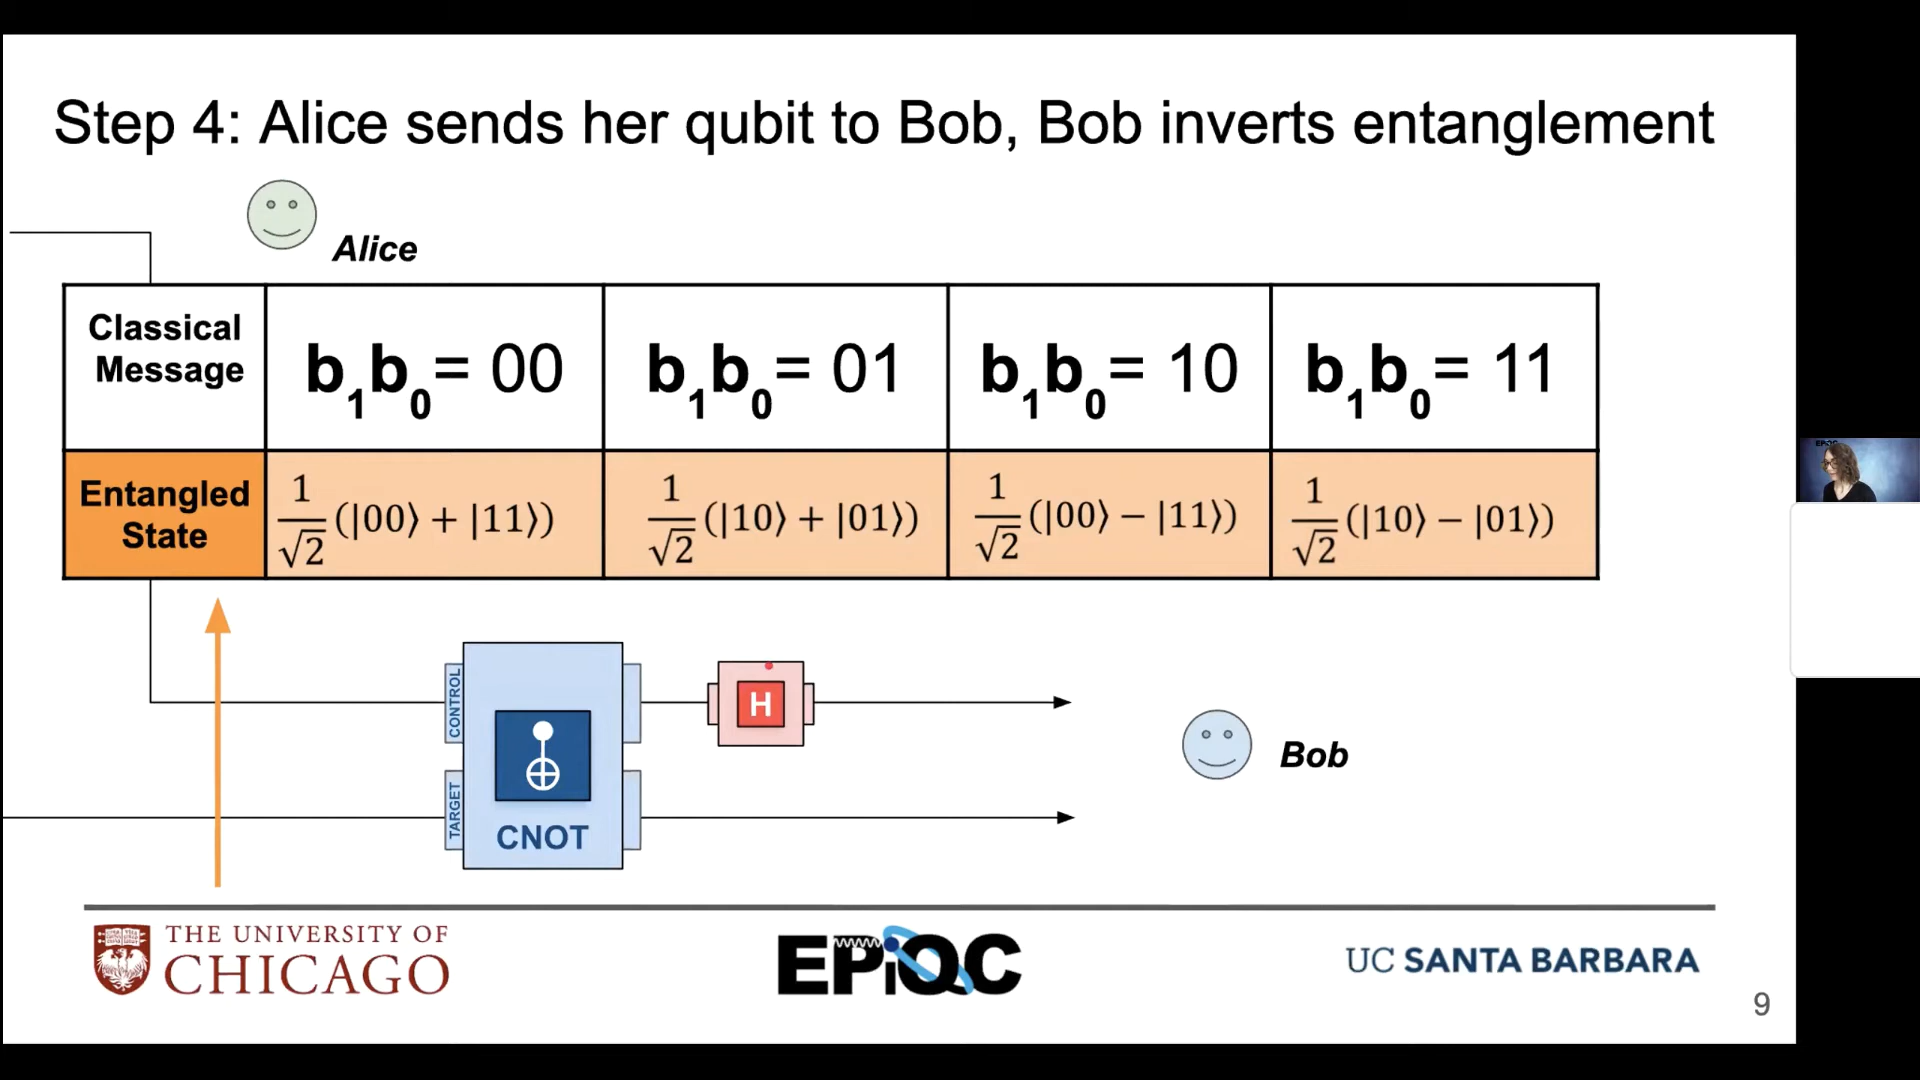 Step 4: Alice sends her qubit to Bob, Bob inverts entanglement
Alice
Classical
Message
b₁b₀= 00
b₁b₀= 01
b₁b₀= 10
b₁b₀= 11
Entangled
State
1/√2 (|00⟩ + |11⟩)
1/√2 (|10⟩ + |01⟩)
1/√2 (|00⟩ − |11⟩)
1/√2 (|10⟩ − |01⟩)
CONTROL
TARGET
CNOT
H
Bob
THE UNIVERSITY OF
CHICAGO
EPiQC
UC SANTA BARBARA
9
EPiQC